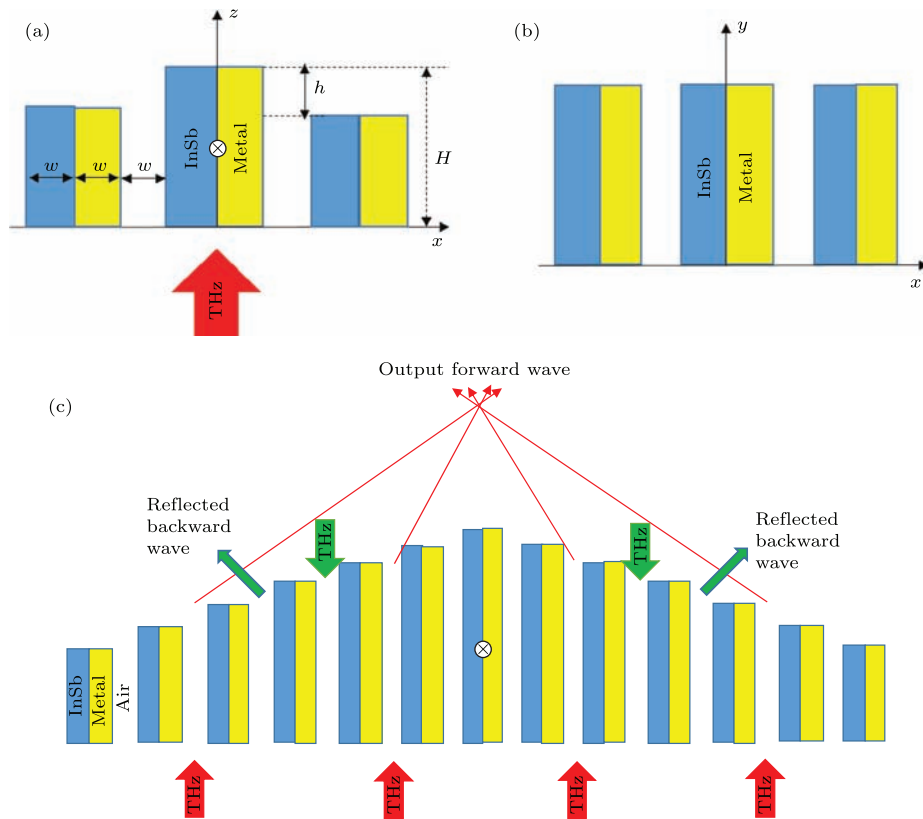 (a)
z
h
H
InSb
Metal
w
w
w
x
THz
(b)
y
InSb
Metal
x
(c)
Output forward wave
Reflected
backward
wave
THz
THz
Reflected
backward
wave
InSb
Metal
Air
THz
THz
THz
THz